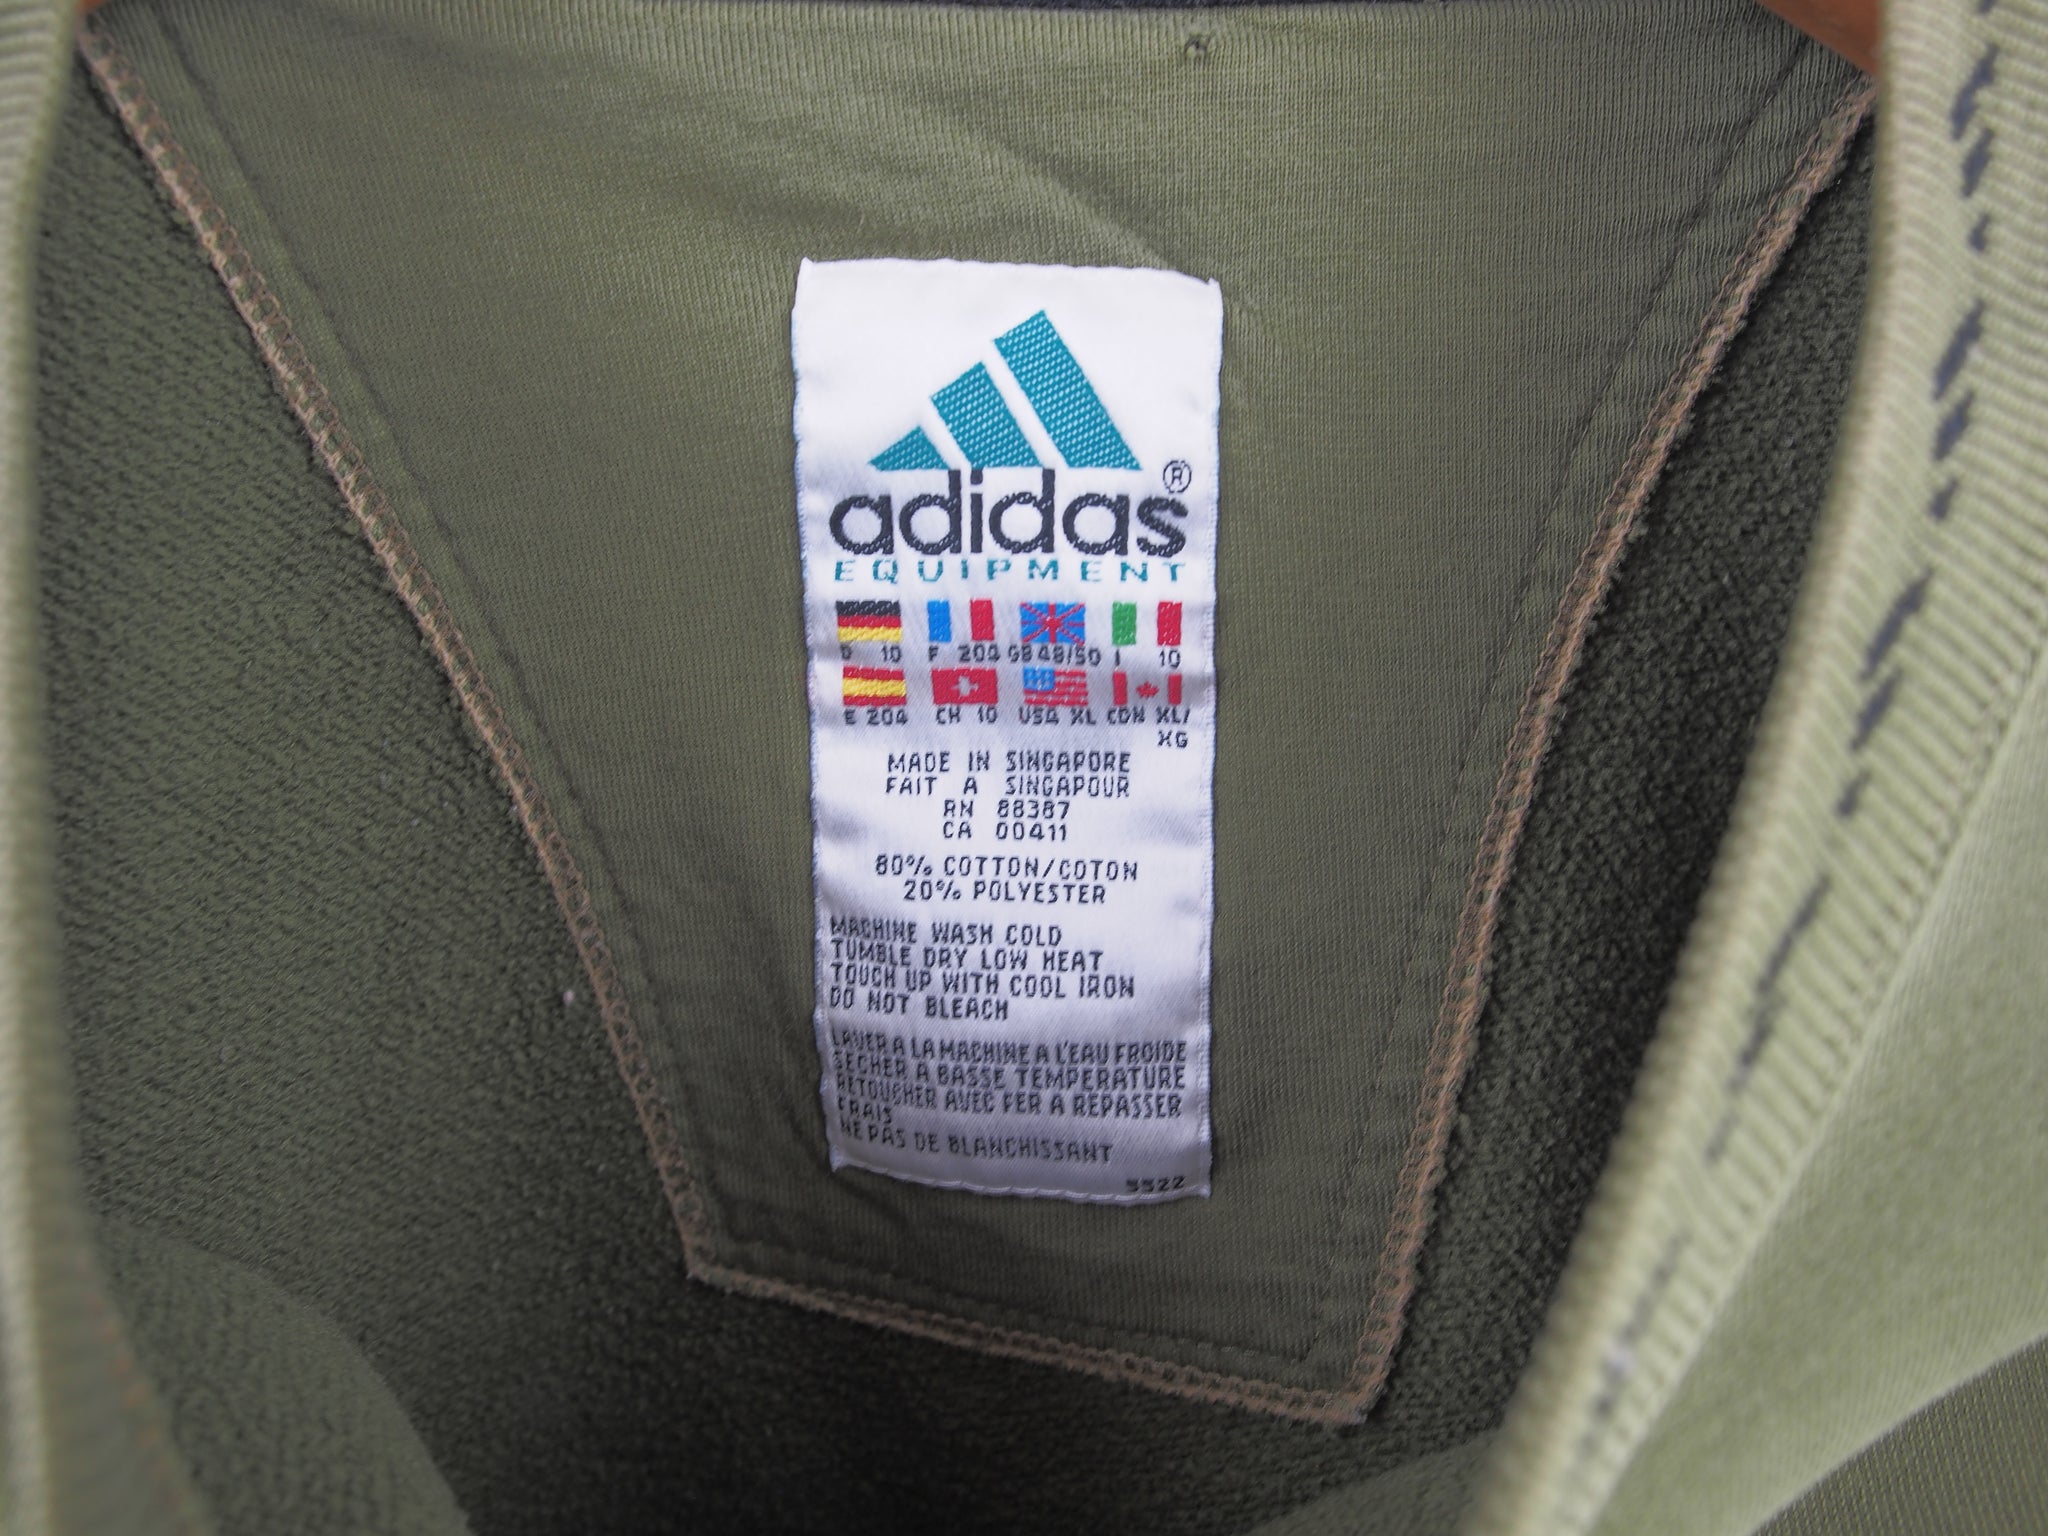 adidas®
EQUIPMENT
D 10 F 204 GB 48/50 I 10
E 204 CH 10 USA XL CDN XL/
XG
MADE IN SINGAPORE
FAIT A SINGAPOUR
RN 88387
CA 00411
80% COTTON/COTON
20% POLYESTER
MACHINE WASH COLD
TUMBLE DRY LOW HEAT
TOUCH UP WITH COOL IRON
DO NOT BLEACH
LAVER A LA MACHINE A L'EAU FROIDE
SECHER A BASSE TEMPERATURE
RETOUCHER AVEC FER A REPASSER
FRAIS
NE PAS DE BLANCHISSANT
5522